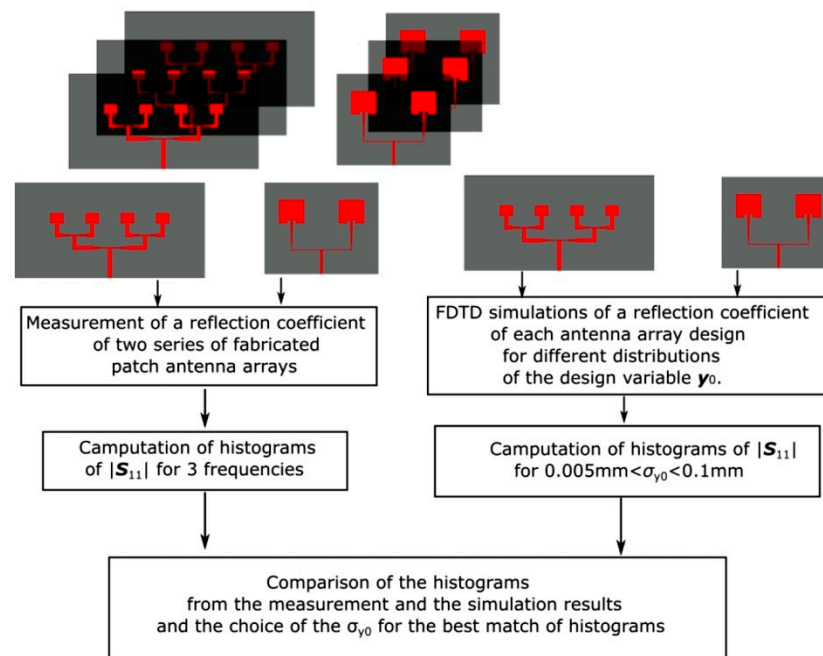 Measurement of a reflection coefficient
of two series of fabricated
patch antenna arrays
FDTD simulations of a reflection coefficient
of each antenna array design
for different distributions
of the design variable y₀.
Camputation of histograms
of |S₁₁| for 3 frequencies
Camputation of histograms of |S₁₁|
for 0.005mm<σy0<0.1mm
Comparison of the histograms
from the measurement and the simulation results
and the choice of the σy0 for the best match of histograms